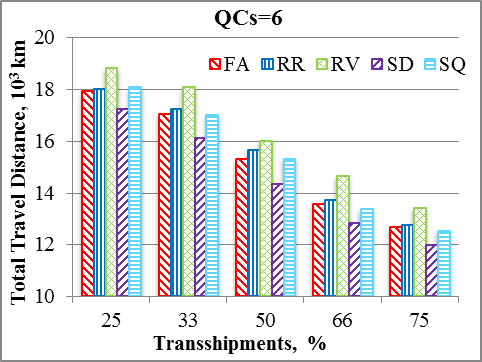 QCs=6
Total Travel Distance, 10³ km
20
18
16
14
12
10
FA RR RV SD SQ
25 33 50 66 75
Transshipments, %